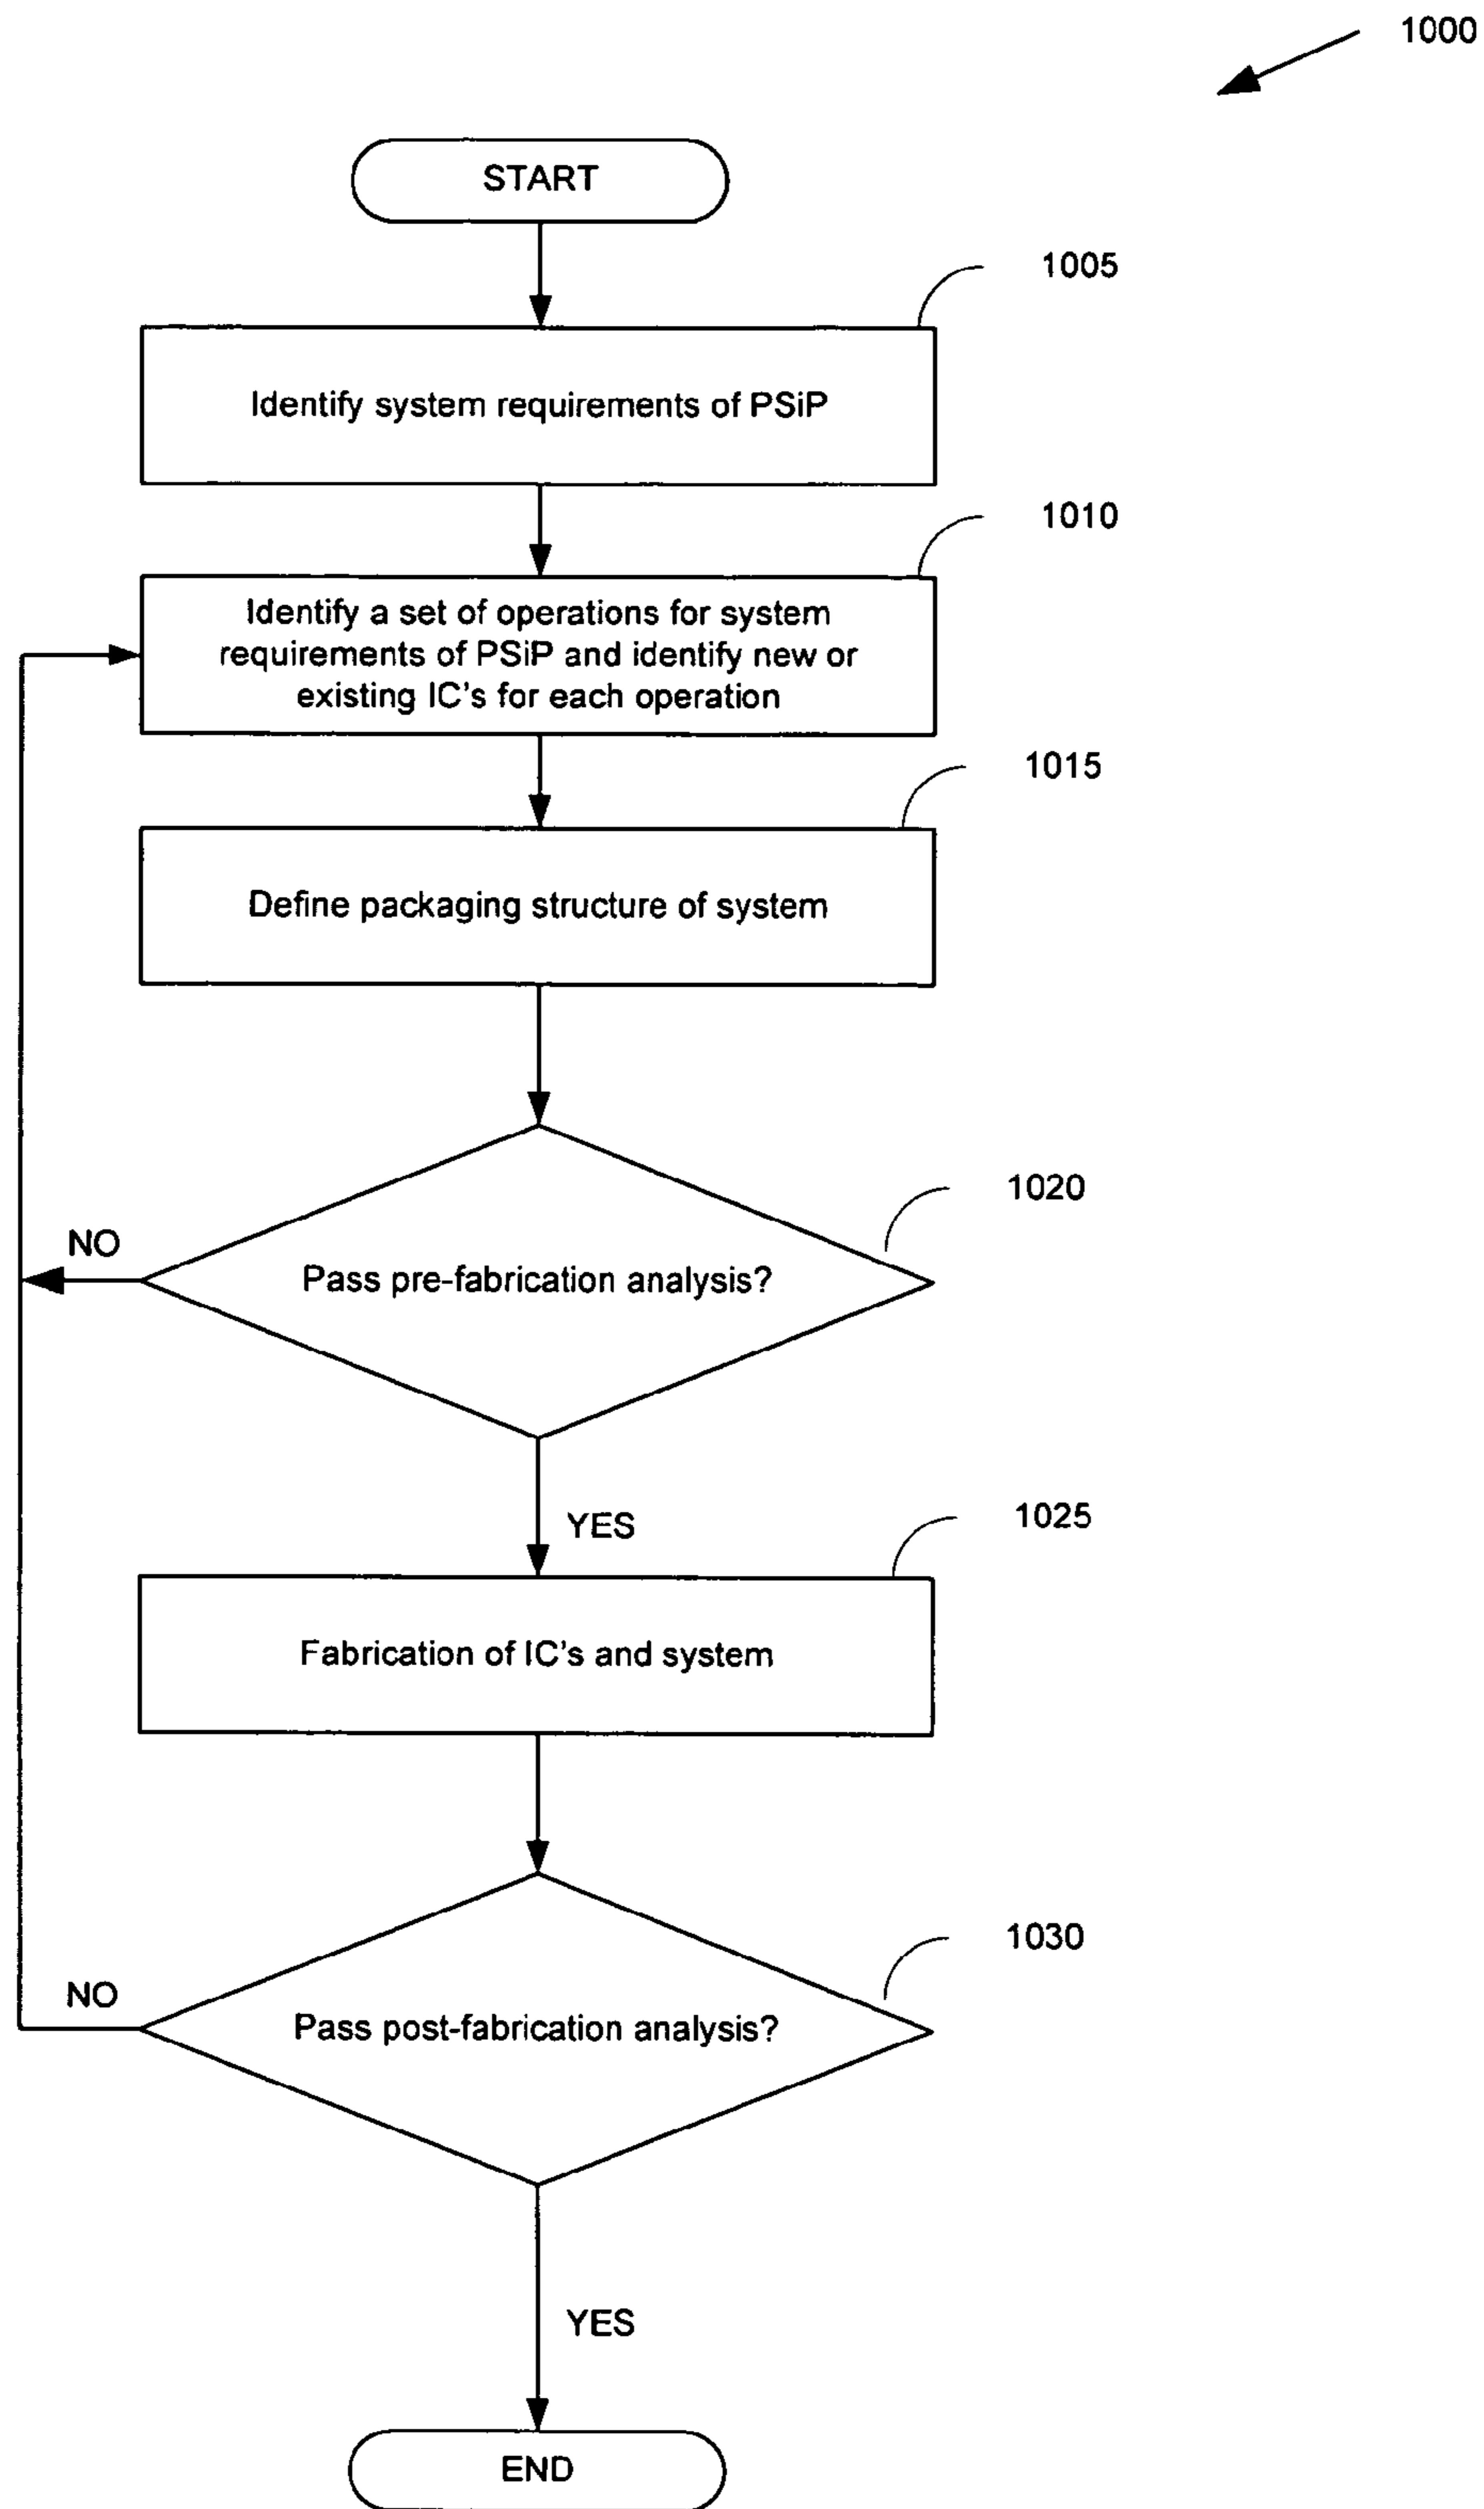 1000
START
1005
Identify system requirements of PSiP
1010
Identify a set of operations for system
requirements of PSiP and identify new or
existing IC's for each operation
1015
Define packaging structure of system
1020
NO
Pass pre-fabrication analysis?
YES
1025
Fabrication of IC's and system
1030
NO
Pass post-fabrication analysis?
YES
END